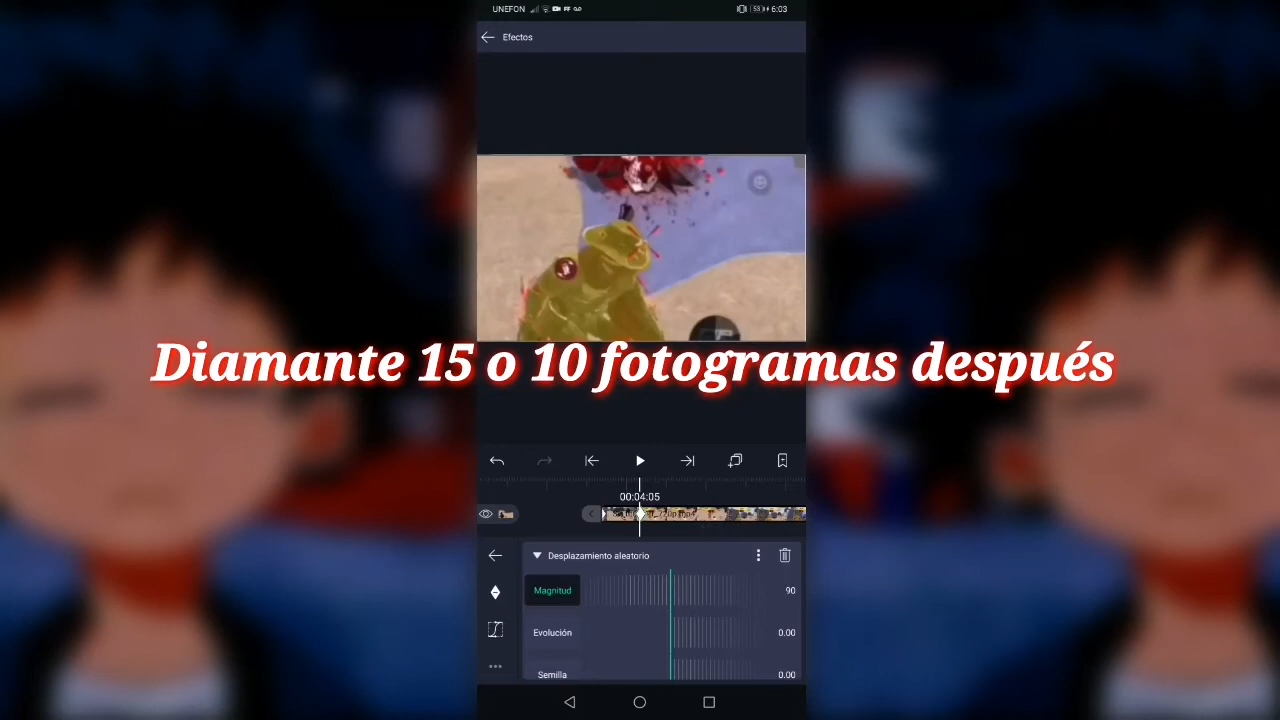 UNEFON
53
6:03
Efectos
Diamante 15 o 10 fotogramas después
00:04:05
Desplazamiento aleatorio
Magnitud
90
Evolución
0.00
Semilla
0.00